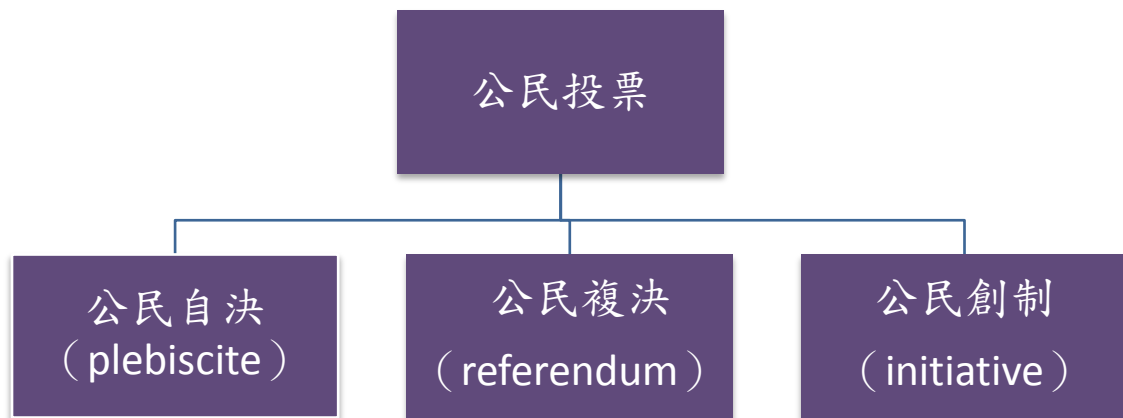 公民投票
公民自決
（plebiscite）
公民複決
（referendum）
公民創制
（initiative）